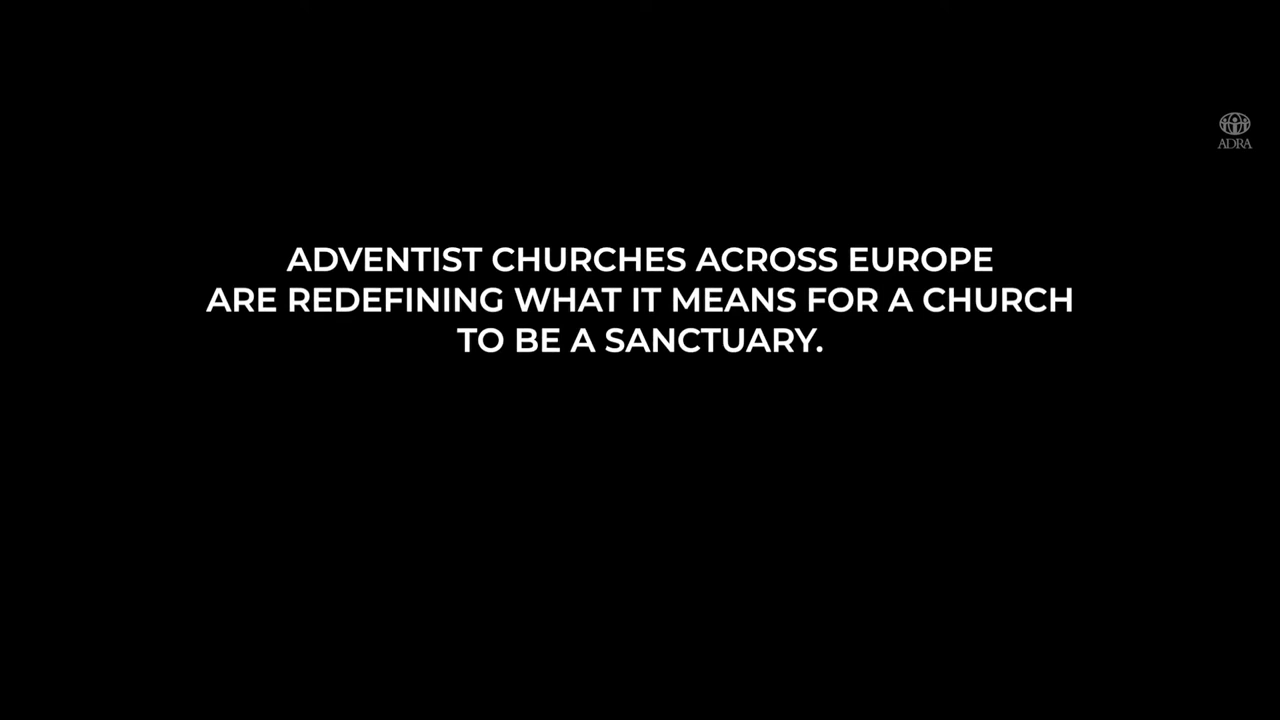 ADRA
ADVENTIST CHURCHES ACROSS EUROPE
ARE REDEFINING WHAT IT MEANS FOR A CHURCH
TO BE A SANCTUARY.